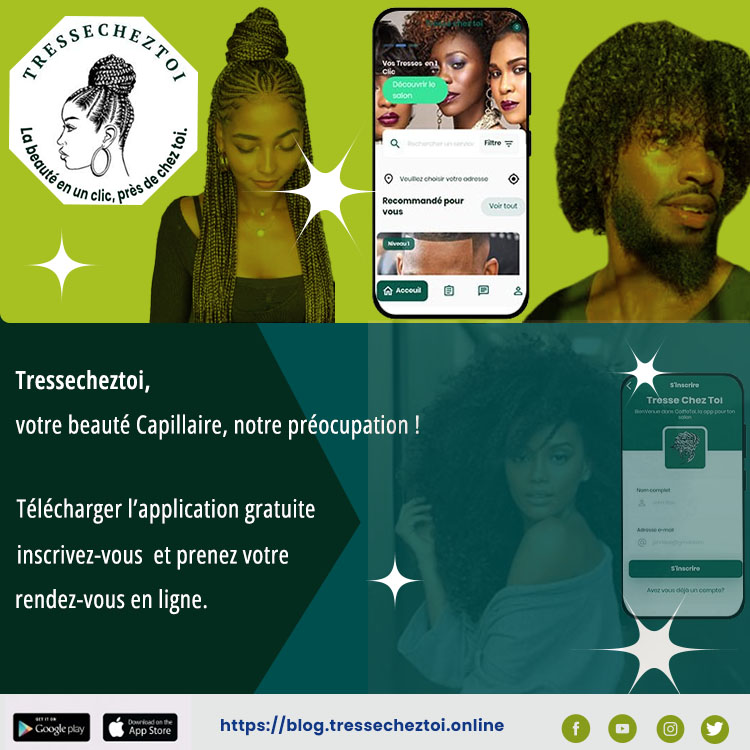 TRESSECHEZTOI
La beauté en un clic, près de chez toi.
Vos Tresses en 1
Clic
Découvrir le
salon
Rechercher un service
Filtre
Veuillez choisir votre adresse
Recommandé pour
vous
Voir tout
Niveau 1
Acceuil
Tressecheztoi,
votre beauté Capillaire, notre préocupation !
Télécharger l’application gratuite
inscrivez-vous et prenez votre
rendez-vous en ligne.
S'inscrire
Tresse Chez Toi
Nom complet
Adresse e-mail
S'inscrire
Avez vous déjà un compte?
GET IT ON
Google play
Download on the
App Store
https://blog.tressecheztoi.online